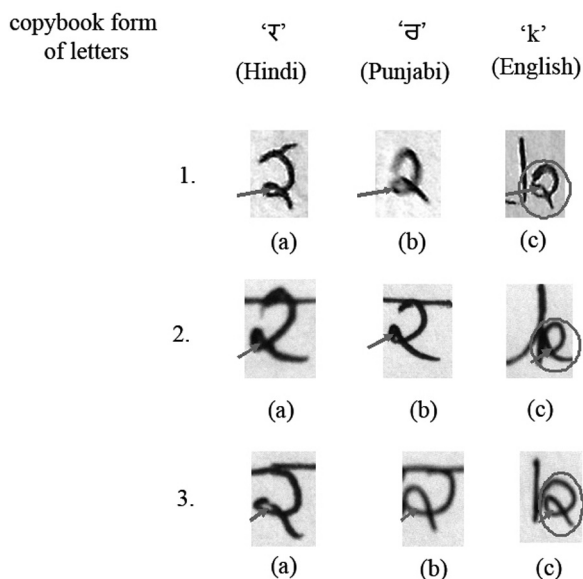 copybook form ‘र’ ‘ਰ’ ‘k’
of letters (Hindi) (Punjabi) (English)
1.
(a) (b) (c)
2.
(a) (b) (c)
3.
(a) (b) (c)